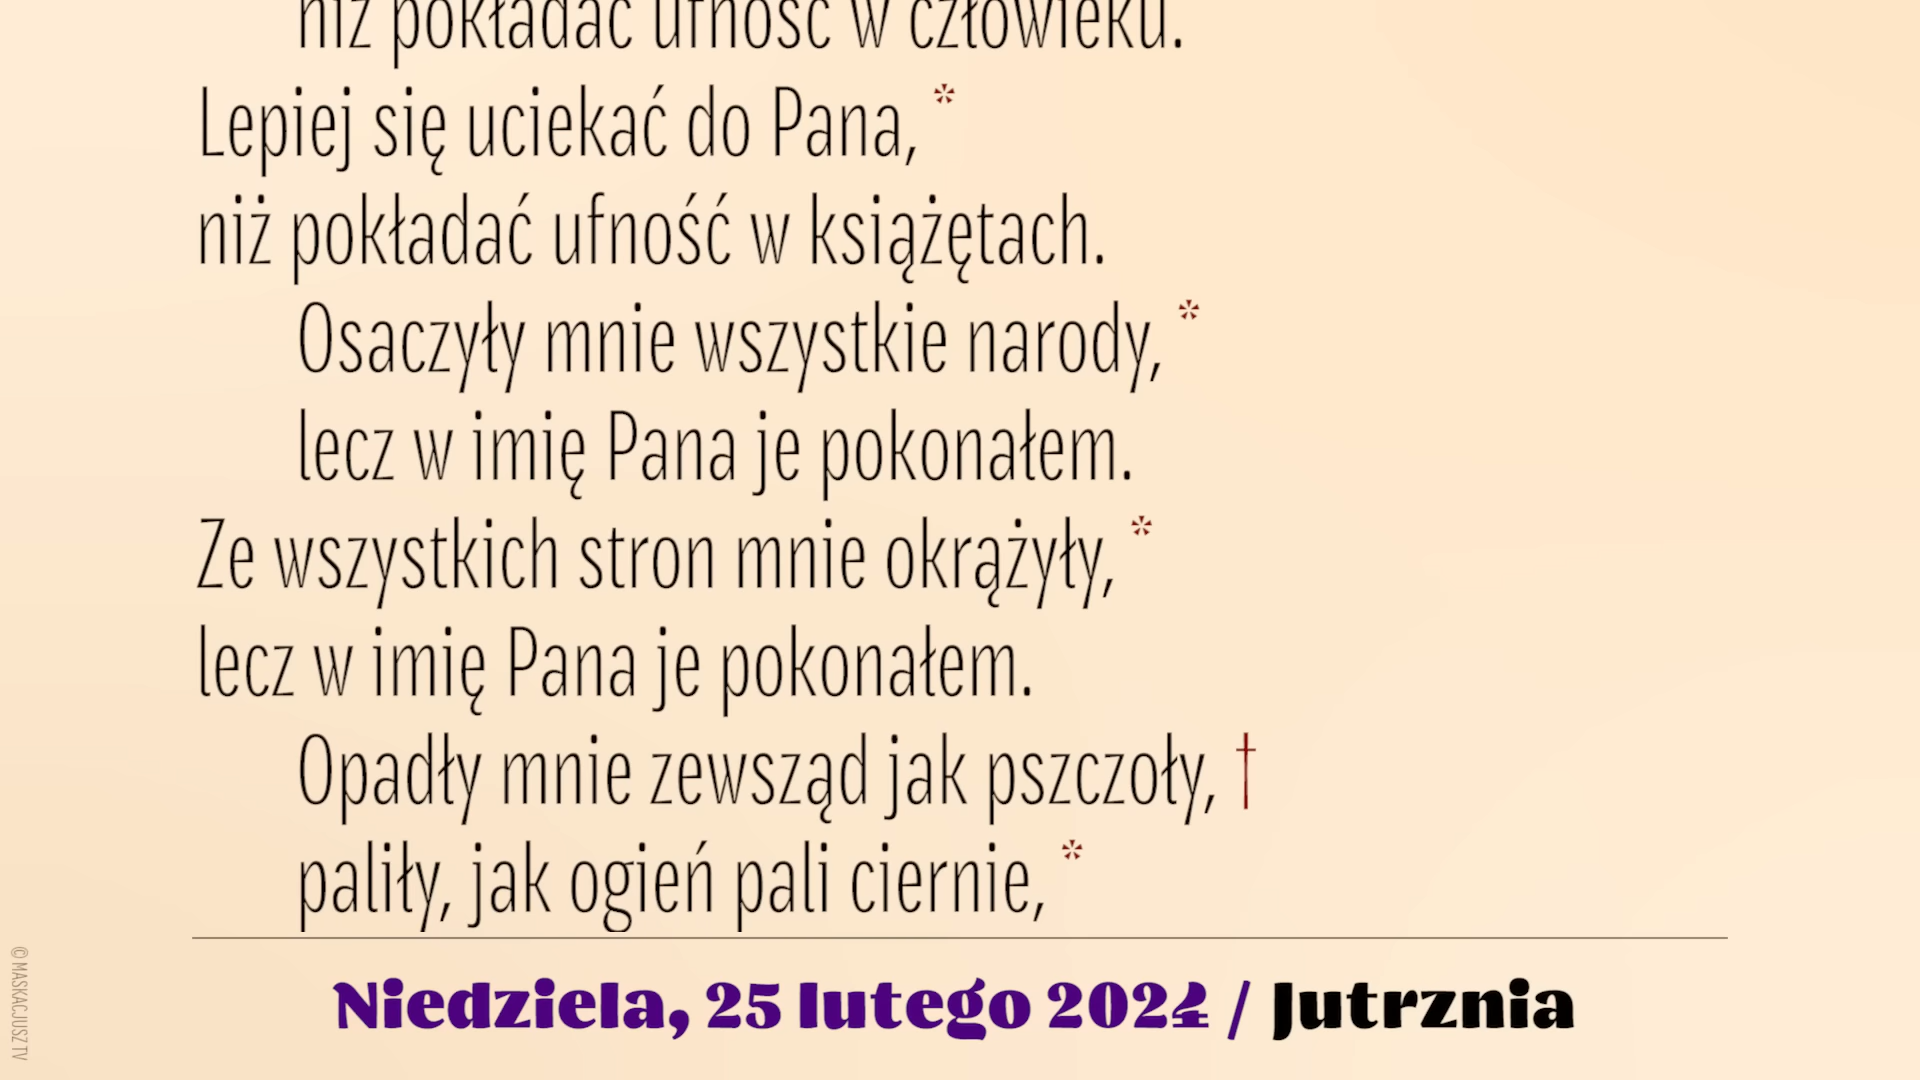 niż pokładać ufność w człowieku.
Lepiej się uciekać do Pana, *
niż pokładać ufność w książętach.
Osaczyły mnie wszystkie narody, *
lecz w imię Pana je pokonałem.
Ze wszystkich stron mnie okrążyły, *
lecz w imię Pana je pokonałem.
Opadły mnie zewsząd jak pszczoły, †
paliły, jak ogień pali ciernie, *
Niedziela, 25 lutego 2024 / Jutrznia
© MASKACJUSZ TV